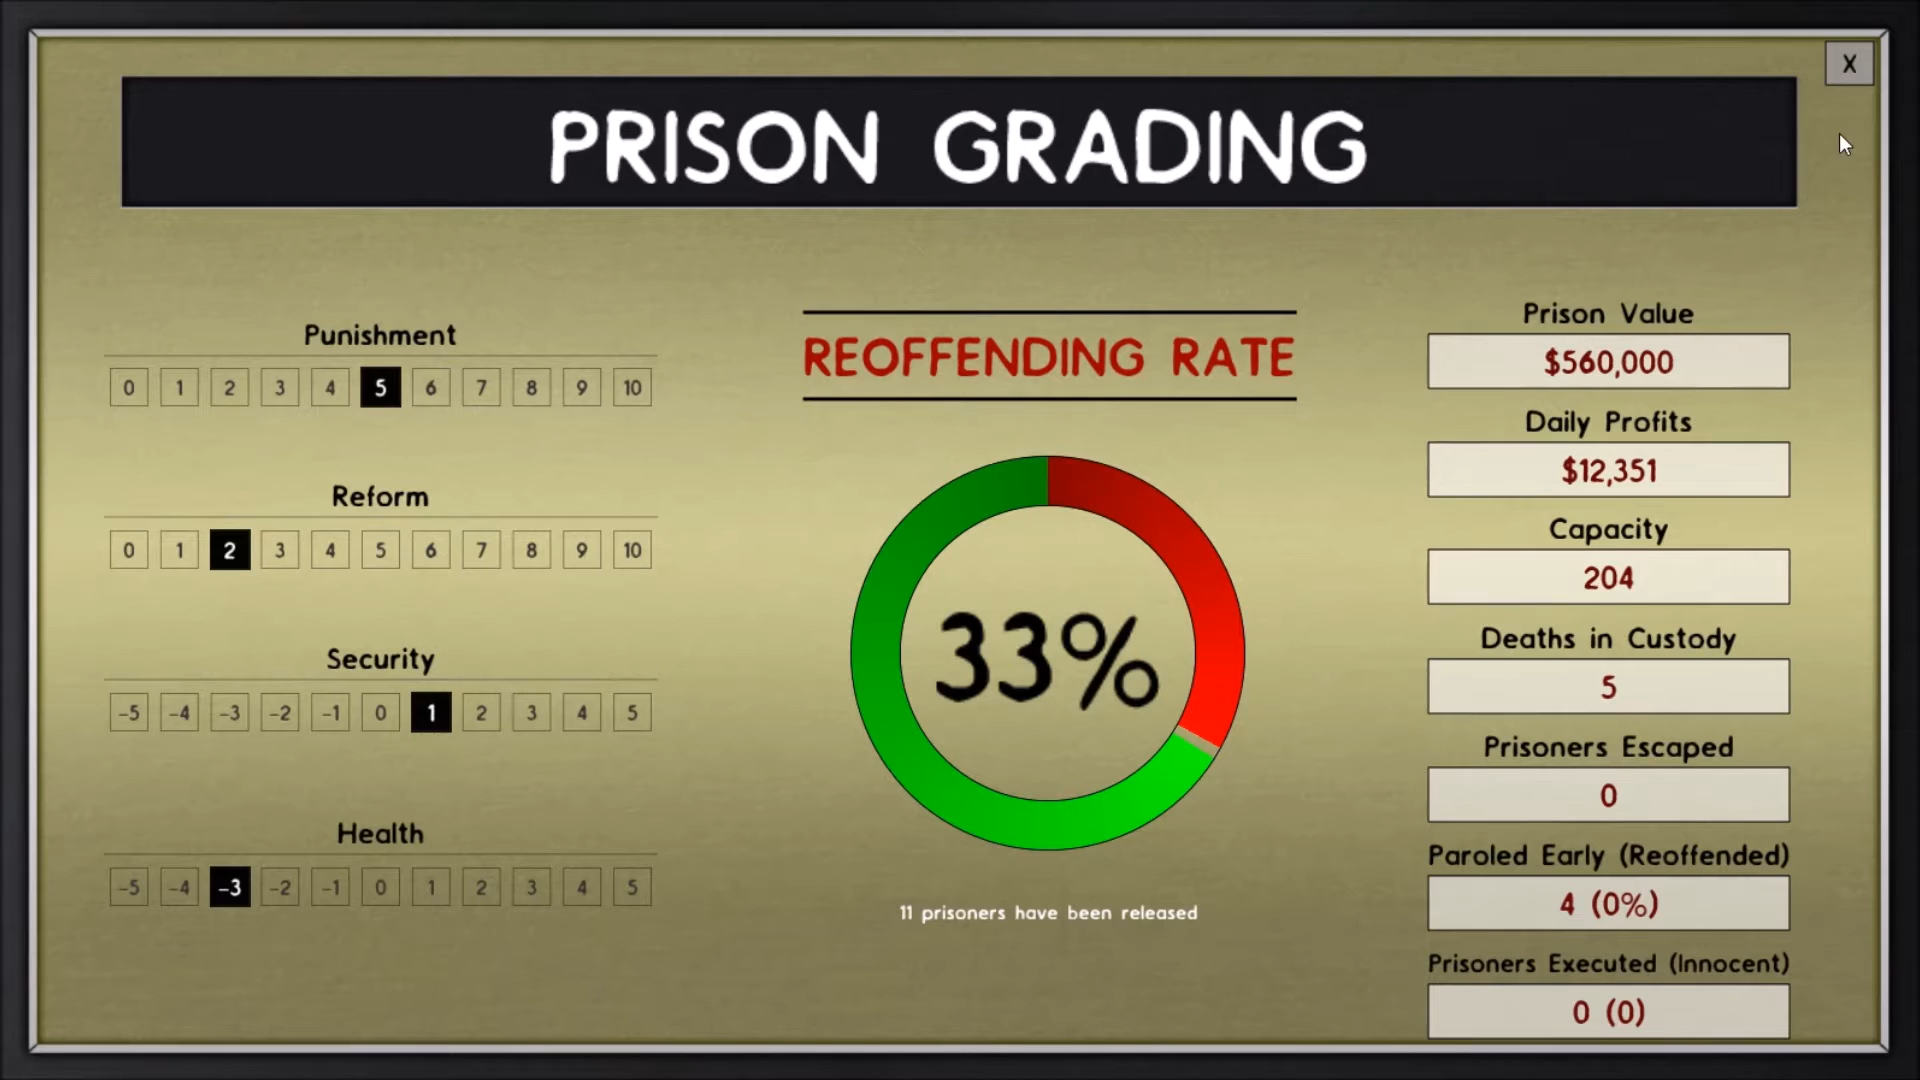 X
PRISON GRADING
Punishment
0 1 2 3 4 5 6 7 8 9 10
Reform
0 1 2 3 4 5 6 7 8 9 10
Security
-5 -4 -3 -2 -1 0 1 2 3 4 5
Health
-5 -4 -3 -2 -1 0 1 2 3 4 5
REOFFENDING RATE
33%
11 prisoners have been released
Prison Value
$560,000
Daily Profits
$12,351
Capacity
204
Deaths in Custody
5
Prisoners Escaped
0
Paroled Early (Reoffended)
4 (0%)
Prisoners Executed (Innocent)
0 (0)